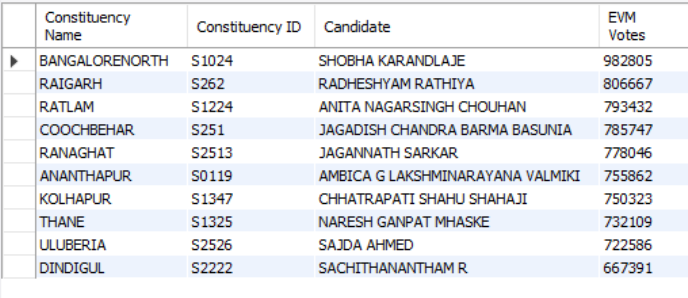 Constituency Name Constituency ID Candidate EVM Votes
BANGALORENORTH S1024 SHOBHA KARANDLAJE 982805
RAIGARH S262 RADHESHYAM RATHIYA 806667
RATLAM S1224 ANITA NAGARSINGH CHOUHAN 793432
COOCHBEHAR S251 JAGADISH CHANDRA BARMA BASUNIA 785747
RANAGHAT S2513 JAGANNATH SARKAR 778046
ANANTHAPUR S0119 AMBICA G LAKSHMINARAYANA VALMIKI 755862
KOLHAPUR S1347 CHHATRAPATI SHAHU SHAHAJI 750323
THANE S1325 NARESH GANPAT MHASKE 732109
ULUBERIA S2526 SAJDA AHMED 722586
DINDIGUL S2222 SACHITHANANTHAM R 667391